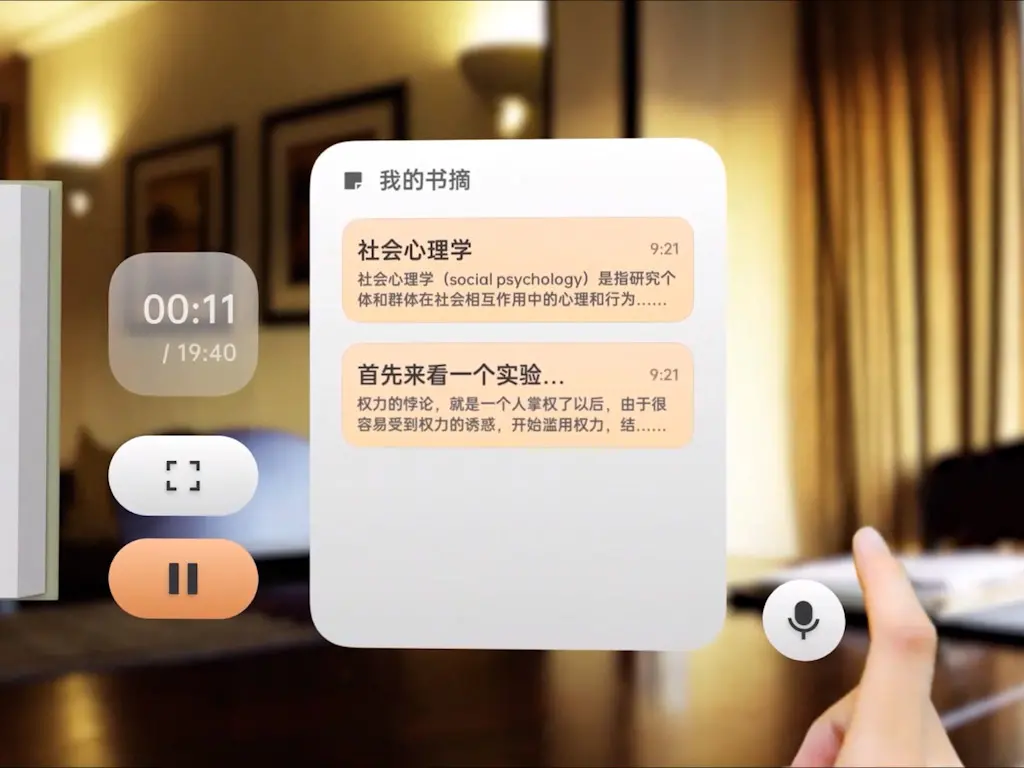 00:11
/ 19:40
我的书摘
社会心理学 9:21
社会心理学（social psychology）是指研究个
体和群体在社会相互作用中的心理和行为……
首先来看一个实验… 9:21
权力的悖论，就是一个人掌权了以后，由于很
容易受到权力的诱惑，开始滥用权力，结……